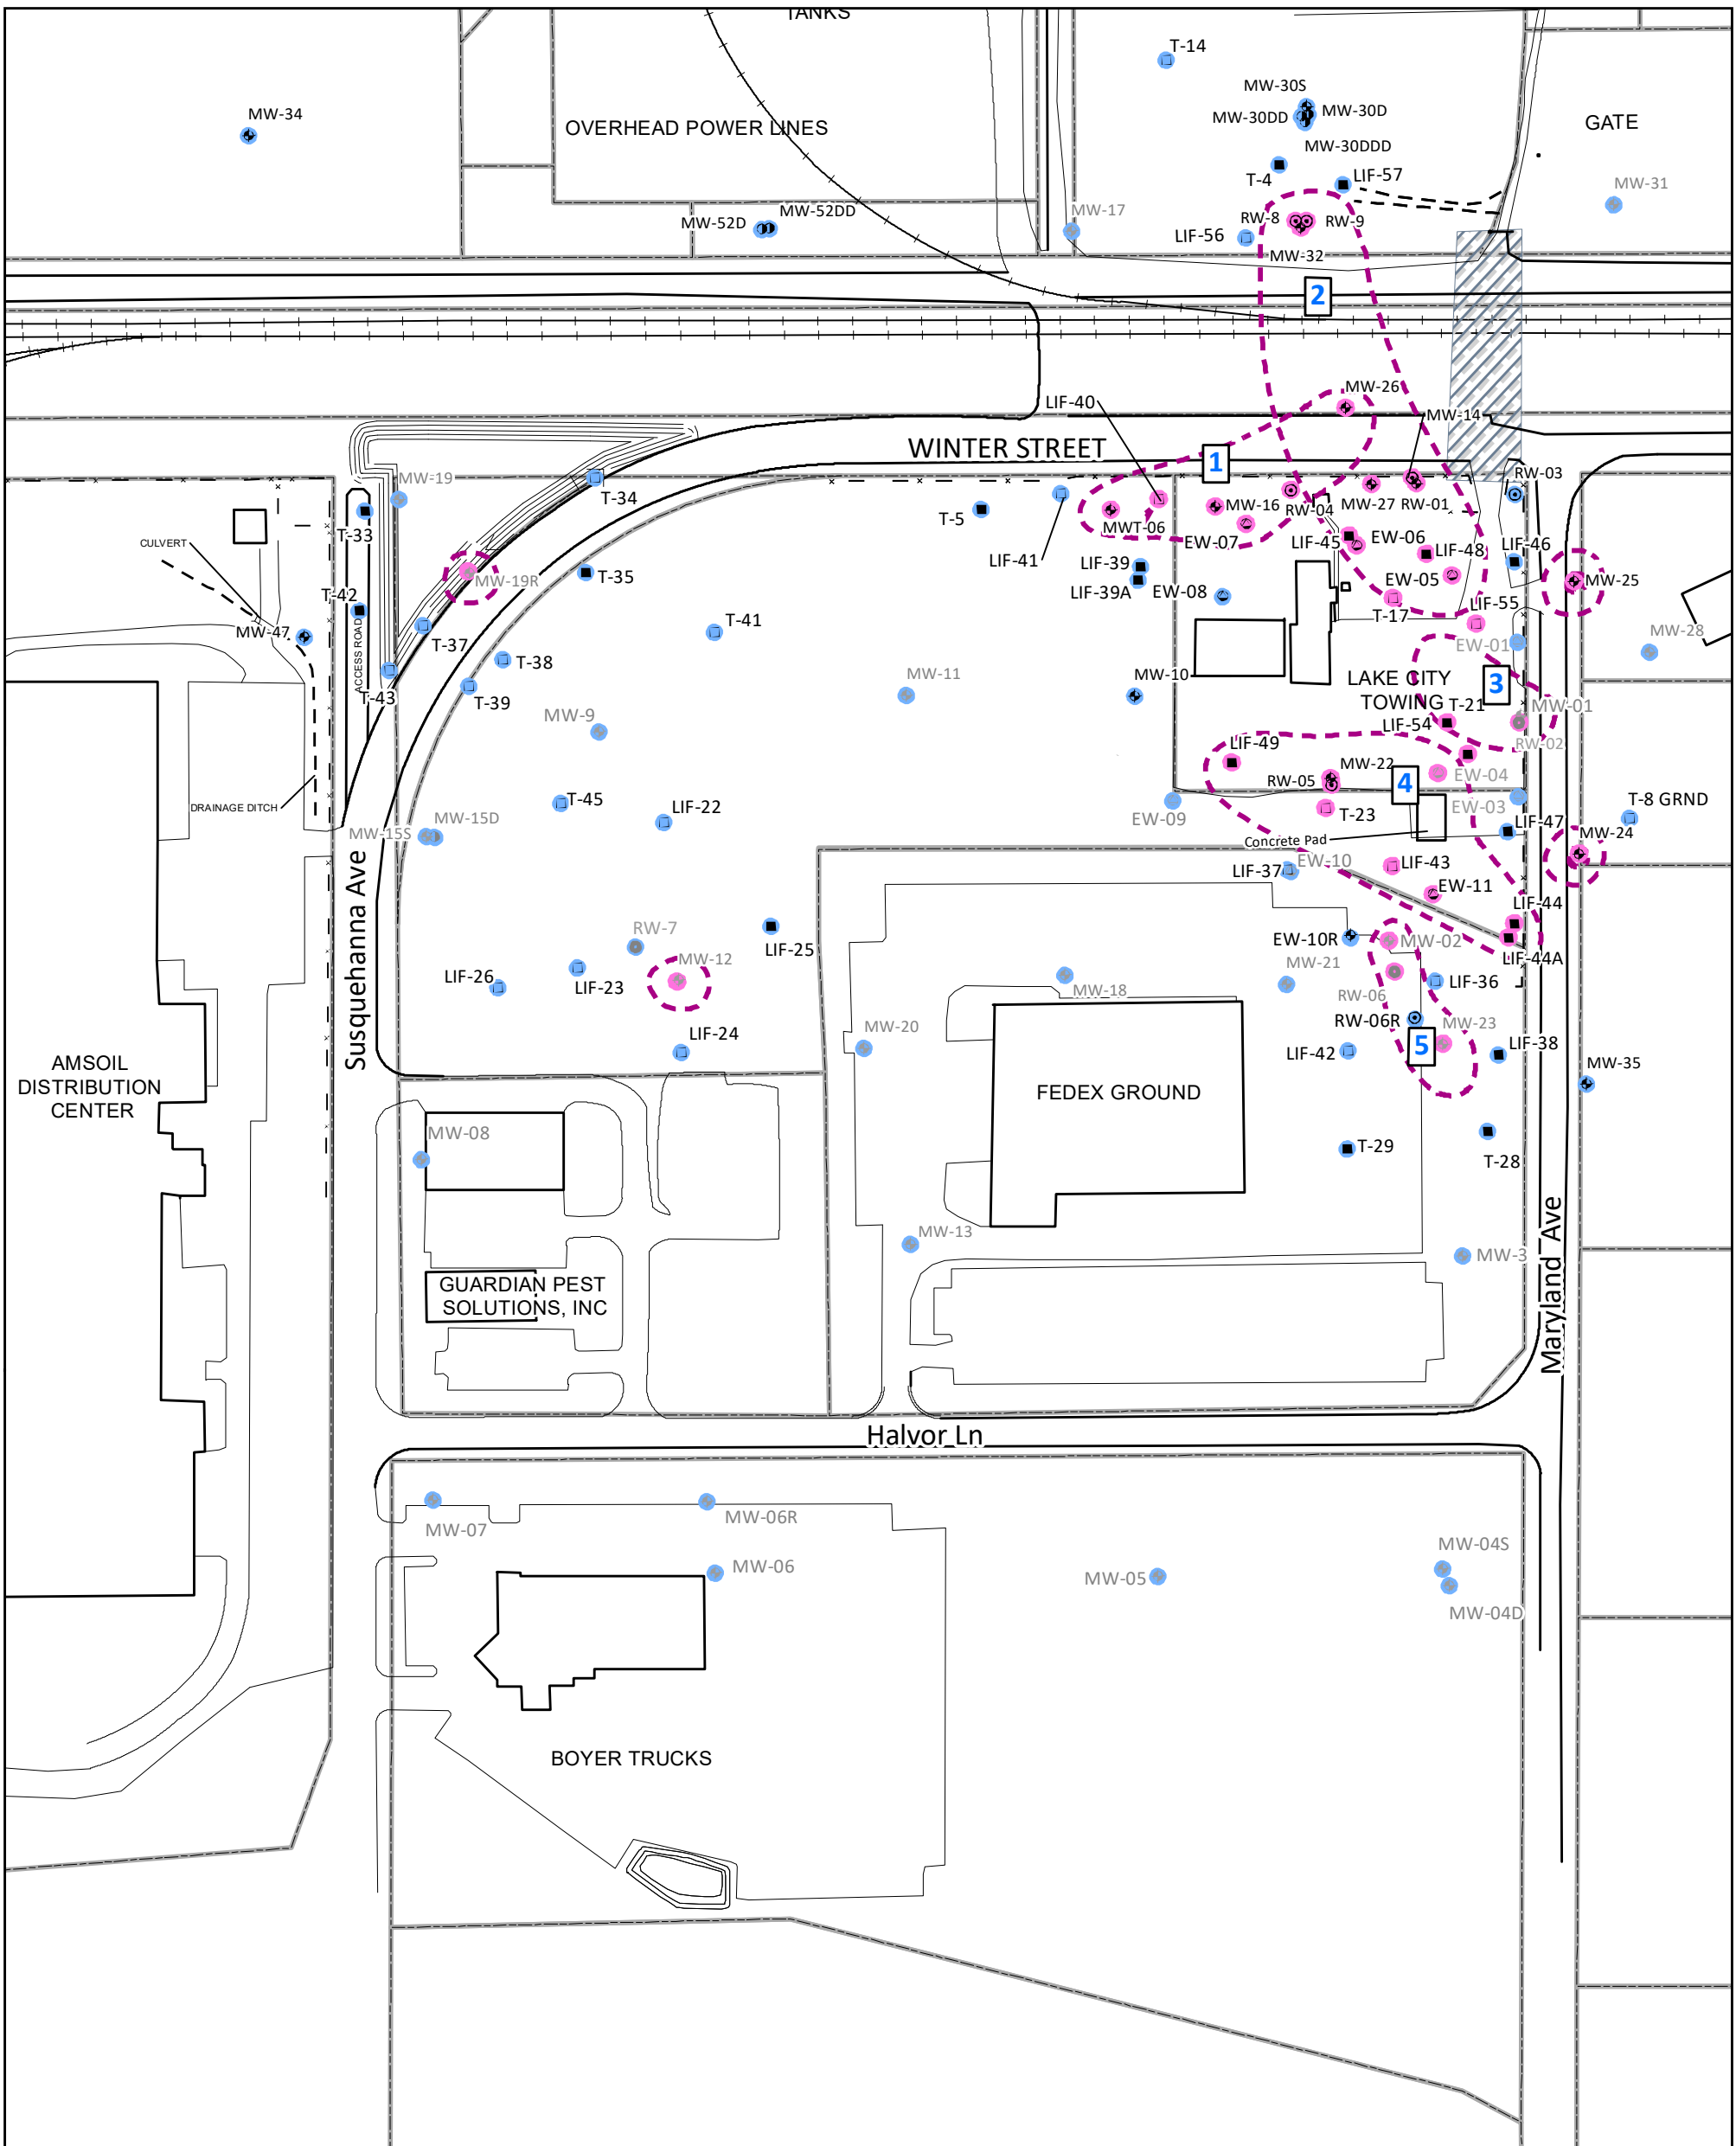 TANKS
T-14
MW-30S
MW-30DD
MW-30D
MW-30DDD
MW-34
OVERHEAD POWER LINES
GATE
T-4
LIF-57
MW-31
MW-52D
MW-52DD
MW-17
RW-8
RW-9
LIF-56
MW-32
2
MW-26
LIF-40
MW-14
WINTER STREET
1
MW-19
T-34
RW-03
T-33
T-5
MWT-06
MW-16
RW-04
MW-27
RW-01
CULVERT
LIF-41
EW-07
LIF-45
EW-06
LIF-48
LIF-46
MW-19R
T-35
LIF-39
LIF-39A
EW-08
EW-05
MW-25
T-42
T-17
LIF-55
MW-47
T-37
T-41
EW-01
MW-28
ACCESS ROAD
T-38
T-43
T-39
MW-11
MW-10
LAKE CITY
TOWING
3
T-21
MW-01
MW-9
LIF-54
RW-02
LIF-49
MW-22
RW-05
4
EW-04
DRAINAGE DITCH
T-45
LIF-22
EW-09
T-23
EW-03
T-8 GRND
MW-15S
MW-15D
LIF-47
MW-24
Concrete Pad
Susquehanna Ave
LIF-37
EW-10
LIF-43
EW-11
LIF-44
RW-7
LIF-25
EW-10R
MW-02
LIF-44A
MW-12
LIF-26
LIF-23
MW-18
MW-21
RW-06
LIF-36
LIF-24
MW-20
RW-06R
MW-23
LIF-42
5
LIF-38
AMSOIL
DISTRIBUTION
CENTER
FEDEX GROUND
MW-35
MW-08
T-29
T-28
MW-13
MW-3
Maryland Ave
GUARDIAN PEST
SOLUTIONS, INC
Halvor Ln
MW-07
MW-06R
MW-06
MW-05
MW-04S
MW-04D
BOYER TRUCKS